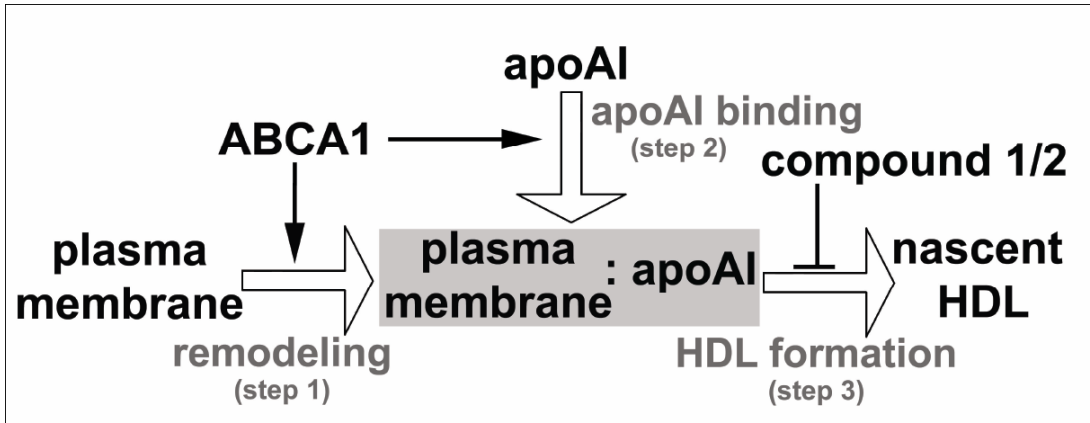 apoAI
apoAI binding
(step 2)
ABCA1
compound 1/2
plasma
membrane
plasma
membrane
: apoAI
nascent
HDL
remodeling
(step 1)
HDL formation
(step 3)